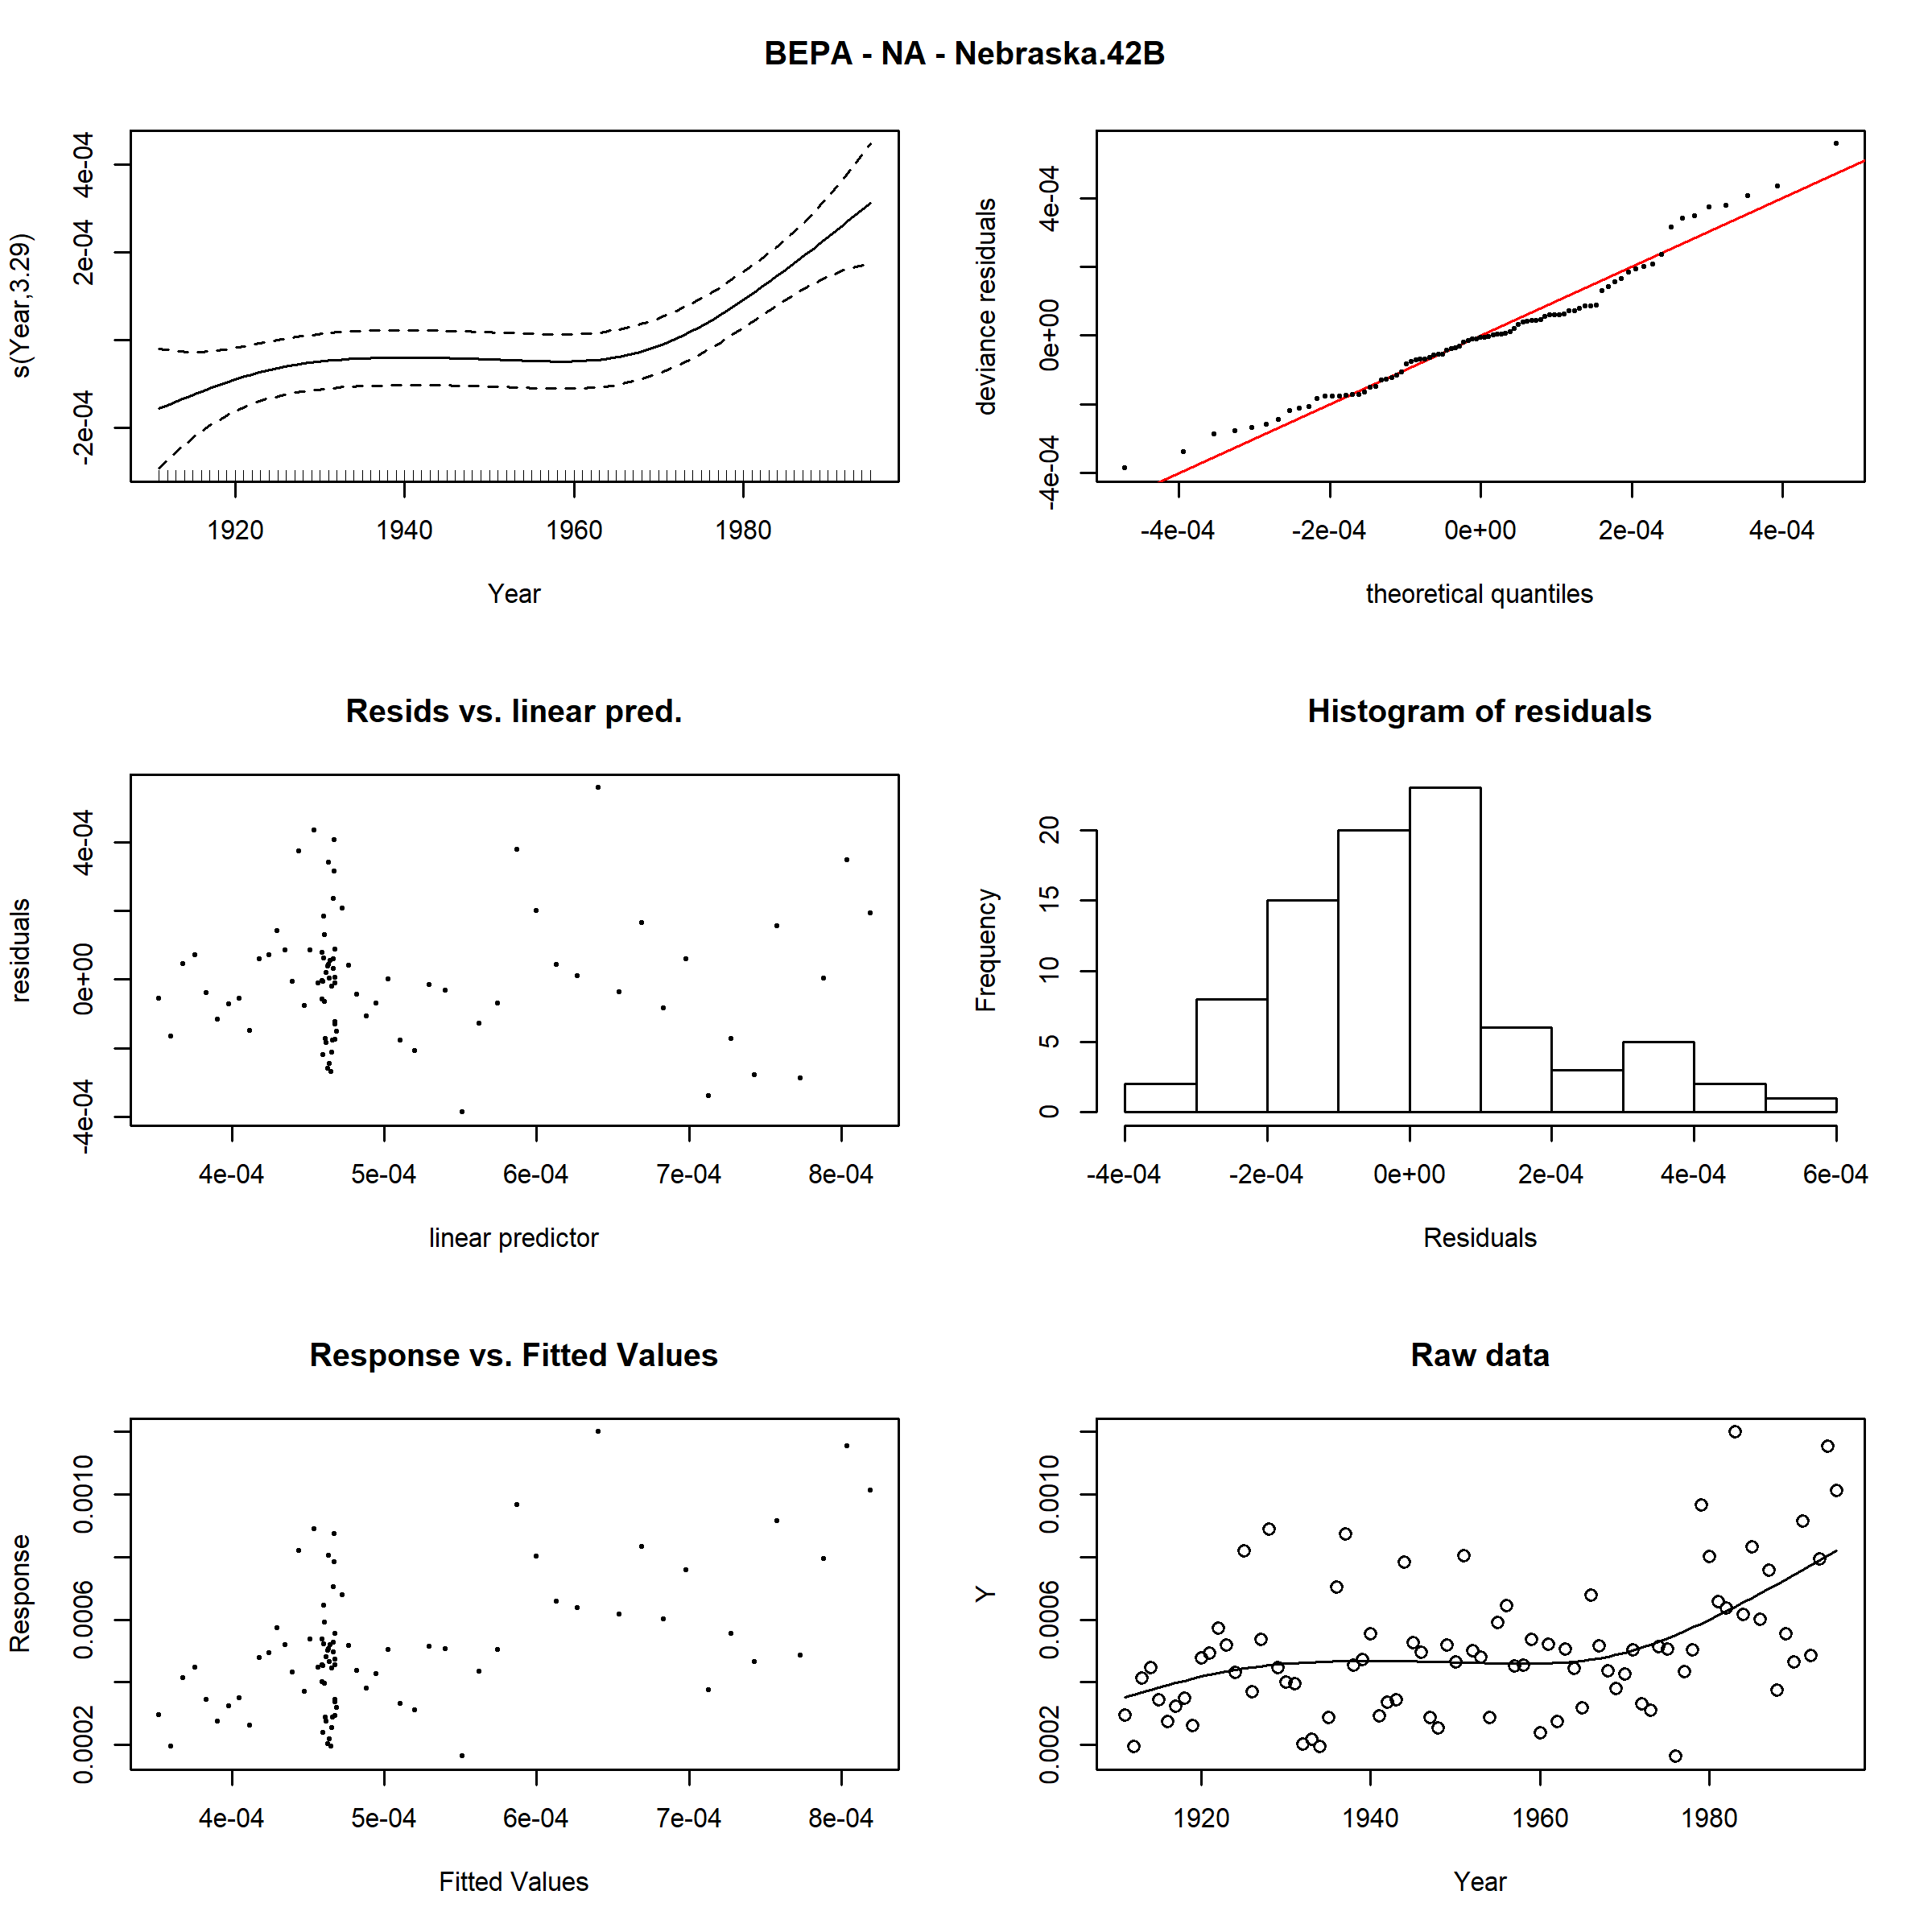 BEPA - NA - Nebraska.42B
s(Year,3.29)
-2e-04 2e-04 4e-04
1920 1940 1960 1980
Year
deviance residuals
-4e-04 0e+00 4e-04
-4e-04 -2e-04 0e+00 2e-04 4e-04
theoretical quantiles
Resids vs. linear pred.
residuals
-4e-04 0e+00 4e-04
4e-04 5e-04 6e-04 7e-04 8e-04
linear predictor
Histogram of residuals
Frequency
0 5 10 15 20
-4e-04 -2e-04 0e+00 2e-04 4e-04 6e-04
Residuals
Response vs. Fitted Values
Response
0.0002 0.0006 0.0010
4e-04 5e-04 6e-04 7e-04 8e-04
Fitted Values
Raw data
Y
0.0002 0.0006 0.0010
1920 1940 1960 1980
Year